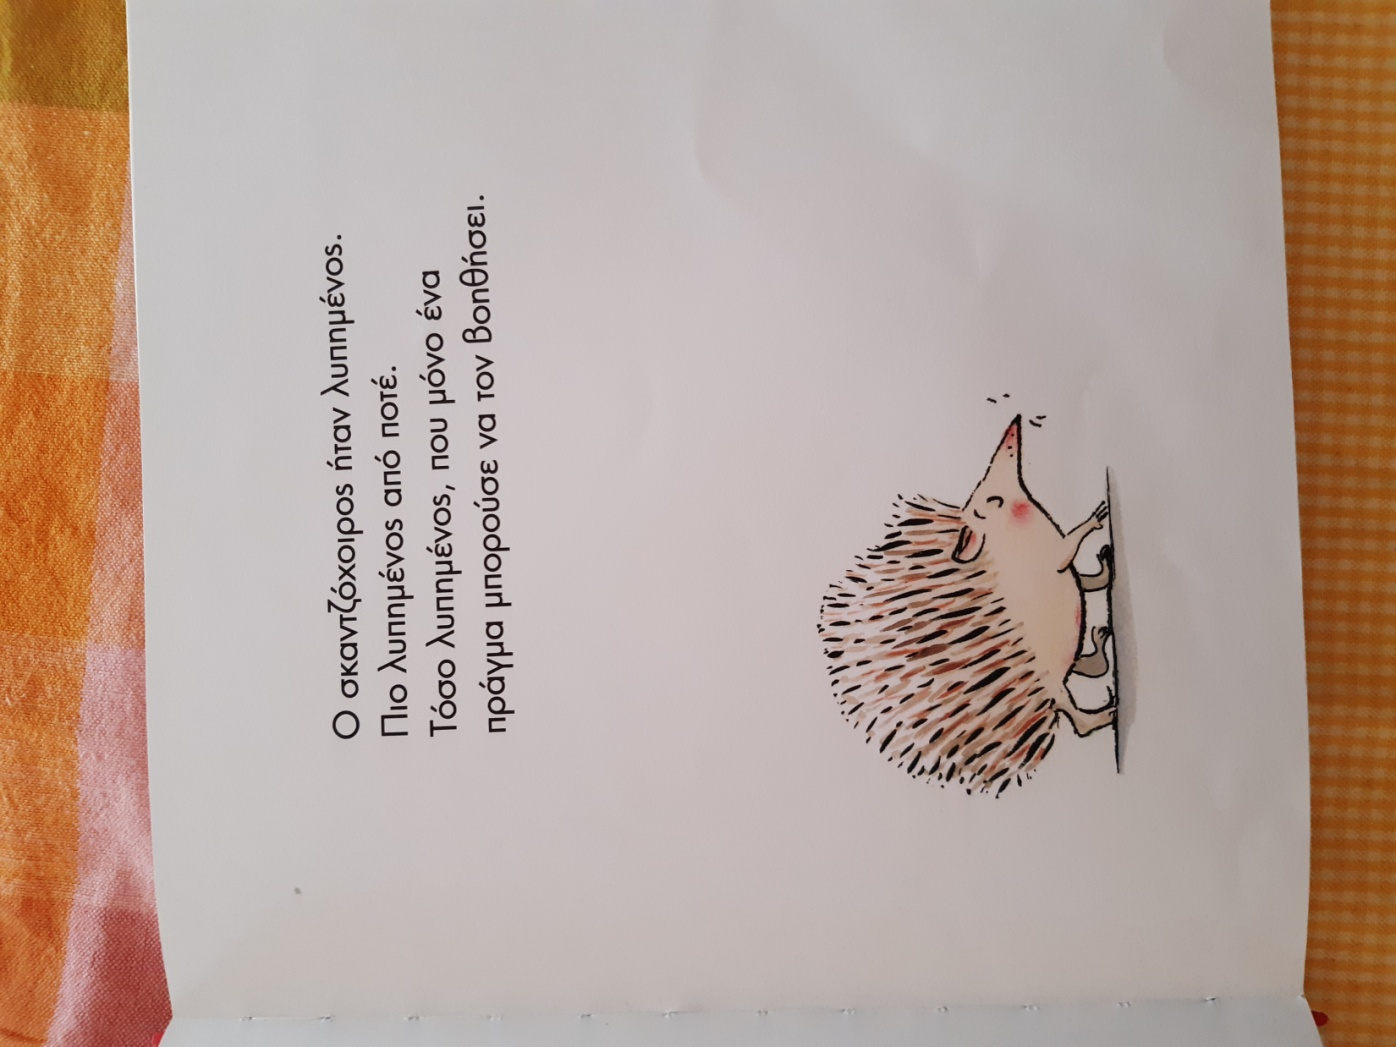 Ο σκαντζόχοιρος ήταν λυπημένος.
Πιο λυπημένος από ποτέ.
Τόσο λυπημένος, που μόνο ένα
πράγμα μπορούσε να τον βοηθήσει.